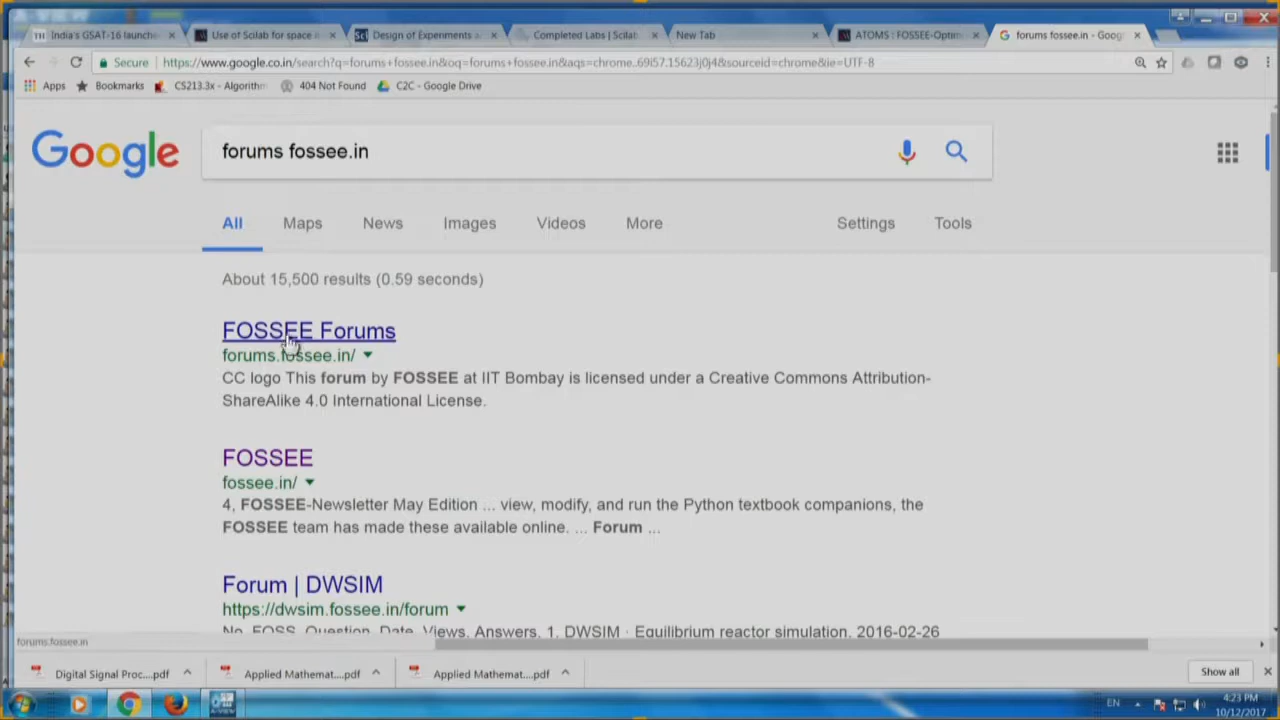 India's GSAT-16 launche
Use of Scilab for space i
Design of Experiments a
Completed Labs | Scilab
New Tab
ATOMS : FOSSEE-Optim
forums fossee.in - Goog
Secure
https://www.google.co.in/search?q=forums+fossee.in&oq=forums+fossee.in&aqs=chrome..69i57.15623j0j4&sourceid=chrome&ie=UTF-8
Apps
Bookmarks
CS213.3x - Algorithm
404 Not Found
C2C - Google Drive
Google
forums fossee.in
All
Maps
News
Images
Videos
More
Settings
Tools
About 15,500 results (0.59 seconds)
FOSSEE Forums
forums.fossee.in/
CC logo This forum by FOSSEE at IIT Bombay is licensed under a Creative Commons Attribution-
ShareAlike 4.0 International License.
FOSSEE
fossee.in/
4, FOSSEE-Newsletter May Edition ... view, modify, and run the Python textbook companions, the
FOSSEE team has made these available online. ... Forum ...
Forum | DWSIM
https://dwsim.fossee.in/forum
No. FOSS, Question, Date, Views, Answers. 1, DWSIM · Equilibrium reactor simulation, 2016-02-26
forums.fossee.in
Digital Signal Proc....pdf
Applied Mathemat....pdf
Applied Mathemat....pdf
Show all
EN
4:23 PM
10/12/2017